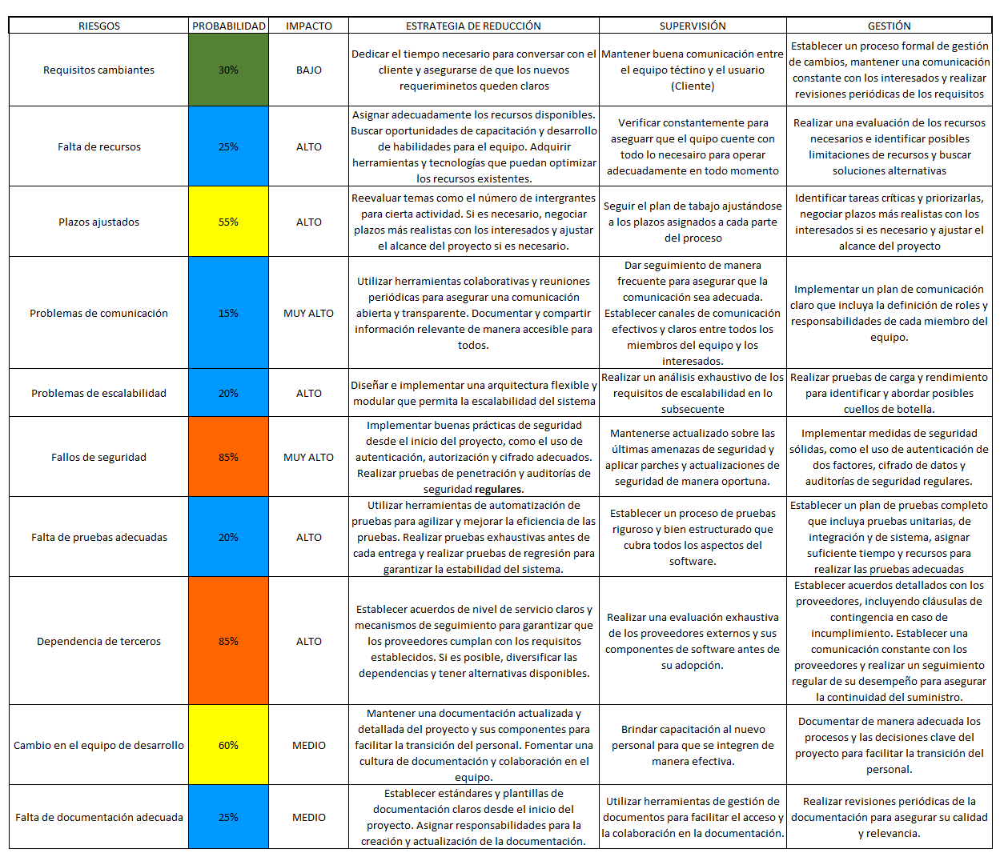 RIESGOS
PROBABILIDAD
IMPACTO
ESTRATEGIA DE REDUCCIÓN
SUPERVISIÓN
GESTIÓN
Requisitos cambiantes
30%
BAJO
Dedicar el tiempo necesario para conversar con el
cliente y asegurarse de que los nuevos
requeriminetos queden claros
Mantener buena comunicación entre
el equipo téctino y el usuario
(Cliente)
Establecer un proceso formal de gestión
de cambios, mantener una comunicación
constante con los interesados y realizar
revisiones periódicas de los requisitos
Falta de recursos
25%
ALTO
Asignar adecuadamente los recursos disponibles.
Buscar oportunidades de capacitación y desarrollo
de habilidades para el equipo. Adquirir
herramientas y tecnologías que puedan optimizar
los recursos existentes.
Verificar constantemente para
aseguarr que el quipo cuente con
todo lo necesairo para operar
adecuadamente en todo momento
Realizar una evaluación de los recursos
necesarios e identificar posibles
limitaciones de recursos y buscar
soluciones alternativas
Plazos ajustados
55%
ALTO
Reevaluar temas como el número de intergrantes
para cierta actividad. Si es necesario, negociar
plazos más realistas con los interesados y ajustar
el alcance del proyecto si es necesario.
Seguir el plan de tabajo ajustándose
a los plazos asignados a cada parte
del proceso
Identificar tareas críticas y priorizarlas,
negociar plazos más realistas con los
interesados si es necesario y ajustar el
alcance del proyecto
Problemas de comunicación
15%
MUY ALTO
Utilizar herramientas colaborativas y reuniones
periódicas para asegurar una comunicación
abierta y transparente. Documentar y compartir
información relevante de manera accesible para
todos.
Dar seguimiento de manera
frecuente para asegurar que la
comunicación sea adecuada.
Establecer canales de comunicación
efectivos y claros entre todos los
miembros del equipo y los
interesados.
Implementar un plan de comunicación
claro que incluya la definición de roles y
responsabilidades de cada miembro del
equipo.
Problemas de escalabilidad
20%
ALTO
Diseñar e implementar una arquitectura flexible y
modular que permita la escalabilidad del sistema
Realizar un análisis exhaustivo de los
requisitos de escalabilidad en lo
subsecuente
Realizar pruebas de carga y rendimiento
para identificar y abordar posibles
cuellos de botella.
Fallos de seguridad
85%
MUY ALTO
Implementar buenas prácticas de seguridad
desde el inicio del proyecto, como el uso de
autenticación, autorización y cifrado adecuados.
Realizar pruebas de penetración y auditorías de
seguridad regulares.
Mantenerse actualizado sobre las
últimas amenazas de seguridad y
aplicar parches y actualizaciones de
seguridad de manera oportuna.
Implementar medidas de seguridad
sólidas, como el uso de autenticación de
dos factores, cifrado de datos y
auditorías de seguridad regulares.
Falta de pruebas adecuadas
20%
ALTO
Utilizar herramientas de automatización de
pruebas para agilizar y mejorar la eficiencia de las
pruebas. Realizar pruebas exhaustivas antes de
cada entrega y realizar pruebas de regresión para
garantizar la estabilidad del sistema.
Establecer un proceso de pruebas
riguroso y bien estructurado que
cubra todos los aspectos del
software.
Establecer un plan de pruebas completo
que incluya pruebas unitarias, de
integración y de sistema, asignar
suficiente tiempo y recursos para
realizar las pruebas adecuadas
Dependencia de terceros
85%
ALTO
Establecer acuerdos de nivel de servicio claros y
mecanismos de seguimiento para garantizar que
los proveedores cumplan con los requisitos
establecidos. Si es posible, diversificar las
dependencias y tener alternativas disponibles.
Realizar una evaluación exhaustiva
de los proveedores externos y sus
componentes de software antes de
su adopción.
Establecer acuerdos detallados con los
proveedores, incluyendo cláusulas de
contingencia en caso de
incumplimiento. Establecer una
comunicación constante con los
proveedores y realizar un seguimiento
regular de su desempeño para asegurar
la continuidad del suministro.
Cambio en el equipo de desarrollo
60%
MEDIO
Mantener una documentación actualizada y
detallada del proyecto y sus componentes para
facilitar la transición del personal. Fomentar una
cultura de documentación y colaboración en el
equipo.
Brindar capacitación al nuevo
personal para que se integren de
manera efectiva.
Documentar de manera adecuada los
procesos y las decisiones clave del
proyecto para facilitar la transición del
personal.
Falta de documentación adecuada
25%
MEDIO
Establecer estándares y plantillas de
documentación claros desde el inicio del
proyecto. Asignar responsabilidades para la
creación y actualización de la documentación.
Utilizar herramientas de gestión de
documentos para facilitar el acceso y
la colaboración en la documentación.
Realizar revisiones periódicas de la
documentación para asegurar su calidad
y relevancia.